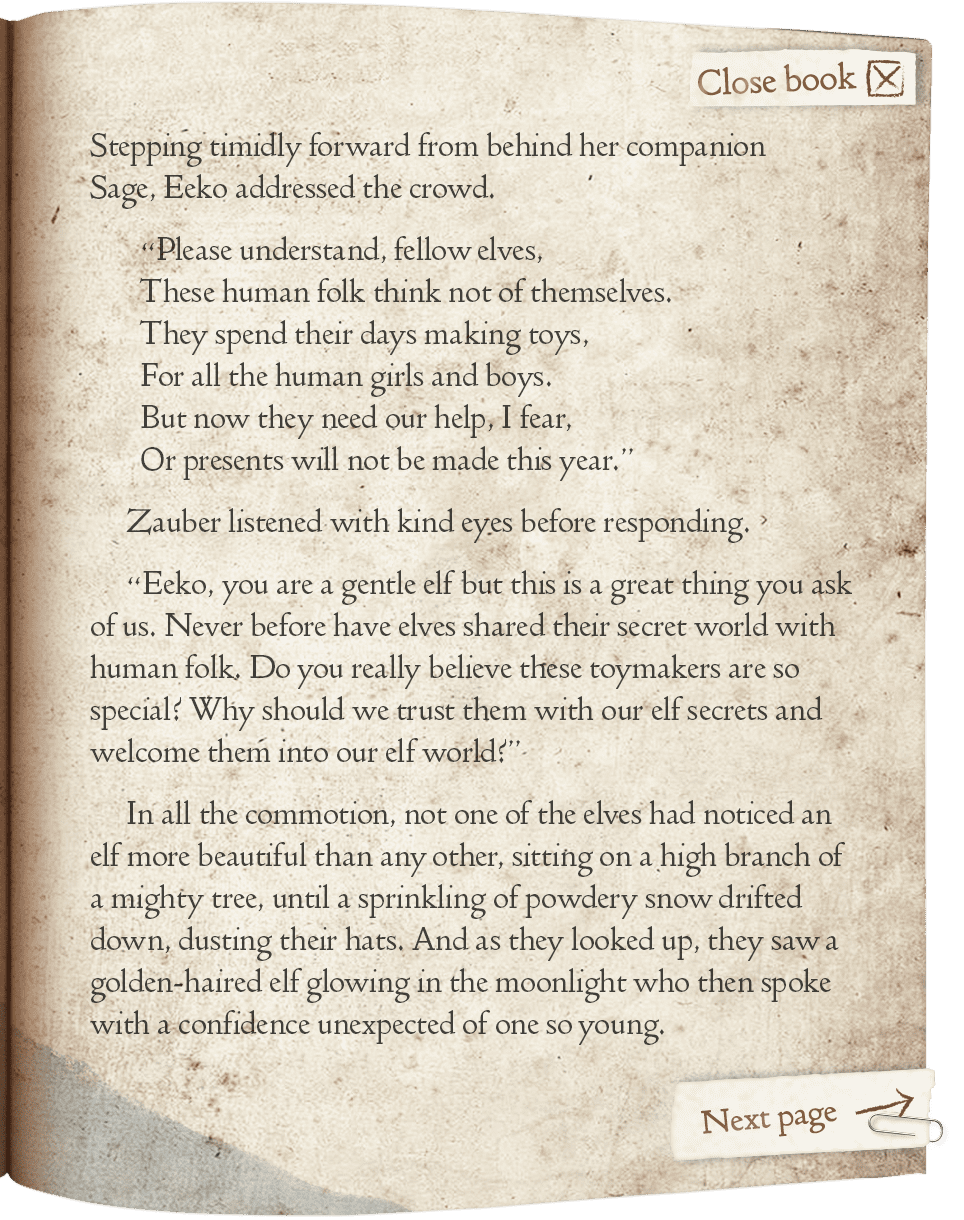 Close book
Stepping timidly forward from behind her companion
Sage, Eeko addressed the crowd.
“Please understand, fellow elves,
These human folk think not of themselves.
They spend their days making toys,
For all the human girls and boys.
But now they need our help, I fear,
Or presents will not be made this year.”
Zauber listened with kind eyes before responding.
“Eeko, you are a gentle elf but this is a great thing you ask
of us. Never before have elves shared their secret world with
human folk. Do you really believe these toymakers are so
special? Why should we trust them with our elf secrets and
welcome them into our elf world?”
In all the commotion, not one of the elves had noticed an
elf more beautiful than any other, sitting on a high branch of
a mighty tree, until a sprinkling of powdery snow drifted
down, dusting their hats. And as they looked up, they saw a
golden-haired elf glowing in the moonlight who then spoke
with a confidence unexpected of one so young.
Next page